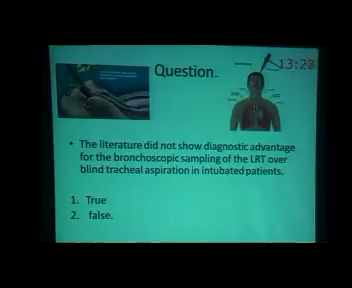 13:27
Question.
• The literature did not show diagnostic advantage
for the bronchoscopic sampling of the LRT over
blind tracheal aspiration in intubated patients.
1. True
2. false.